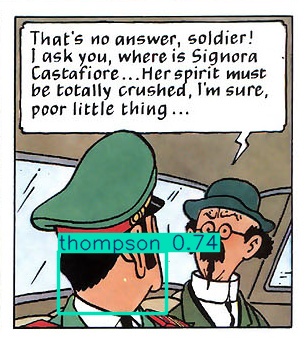 That's no answer, soldier!
I ask you, where is Signora
Castafiore...Her spirit must
be totally crushed, I'm sure,
poor little thing...
thompson 0.74